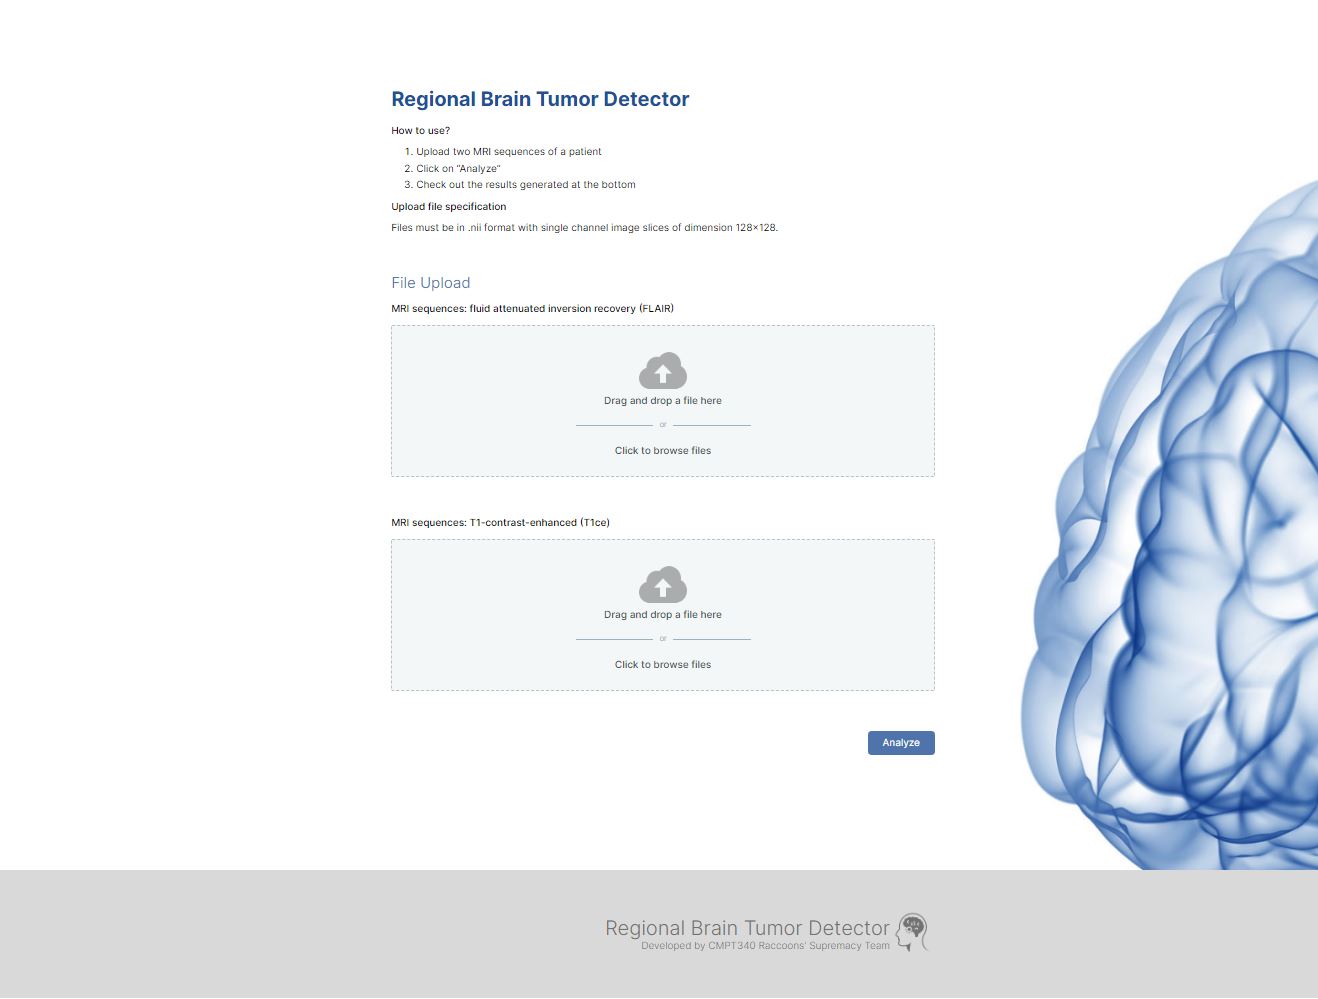 Regional Brain Tumor Detector
How to use?
1. Upload two MRI sequences of a patient
2. Click on "Analyze"
3. Check out the results generated at the bottom
Upload file specification
Files must be in .nii format with single channel image slices of dimension 128×128.
File Upload
MRI sequences: fluid attenuated inversion recovery (FLAIR)
Drag and drop a file here
or
Click to browse files
MRI sequences: T1-contrast-enhanced (T1ce)
Drag and drop a file here
or
Click to browse files
Analyze
Regional Brain Tumor Detector
Developed by CMPT340 Raccoons' Supremacy Team